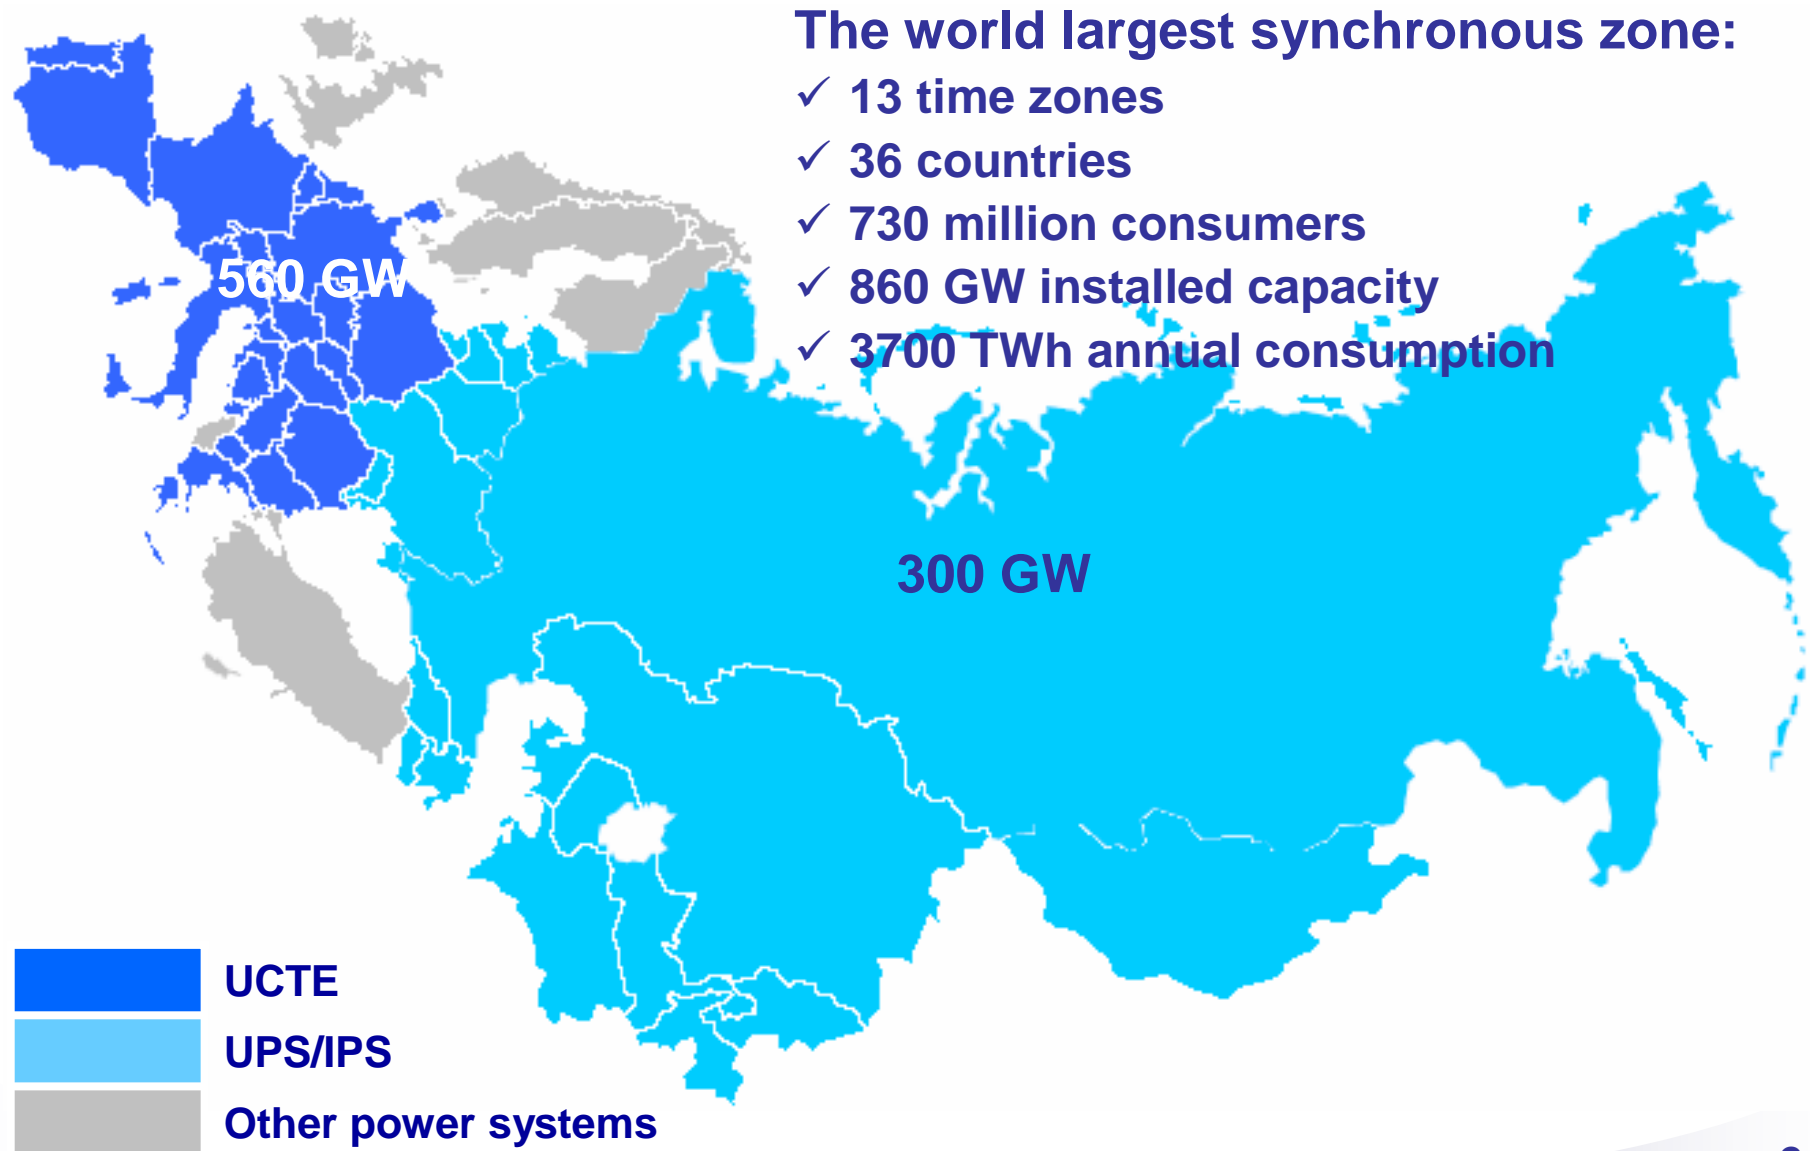 The world largest synchronous zone:
✓ 13 time zones
✓ 36 countries
✓ 730 million consumers
✓ 860 GW installed capacity
✓ 3700 TWh annual consumption
560 GW
300 GW
UCTE
UPS/IPS
Other power systems